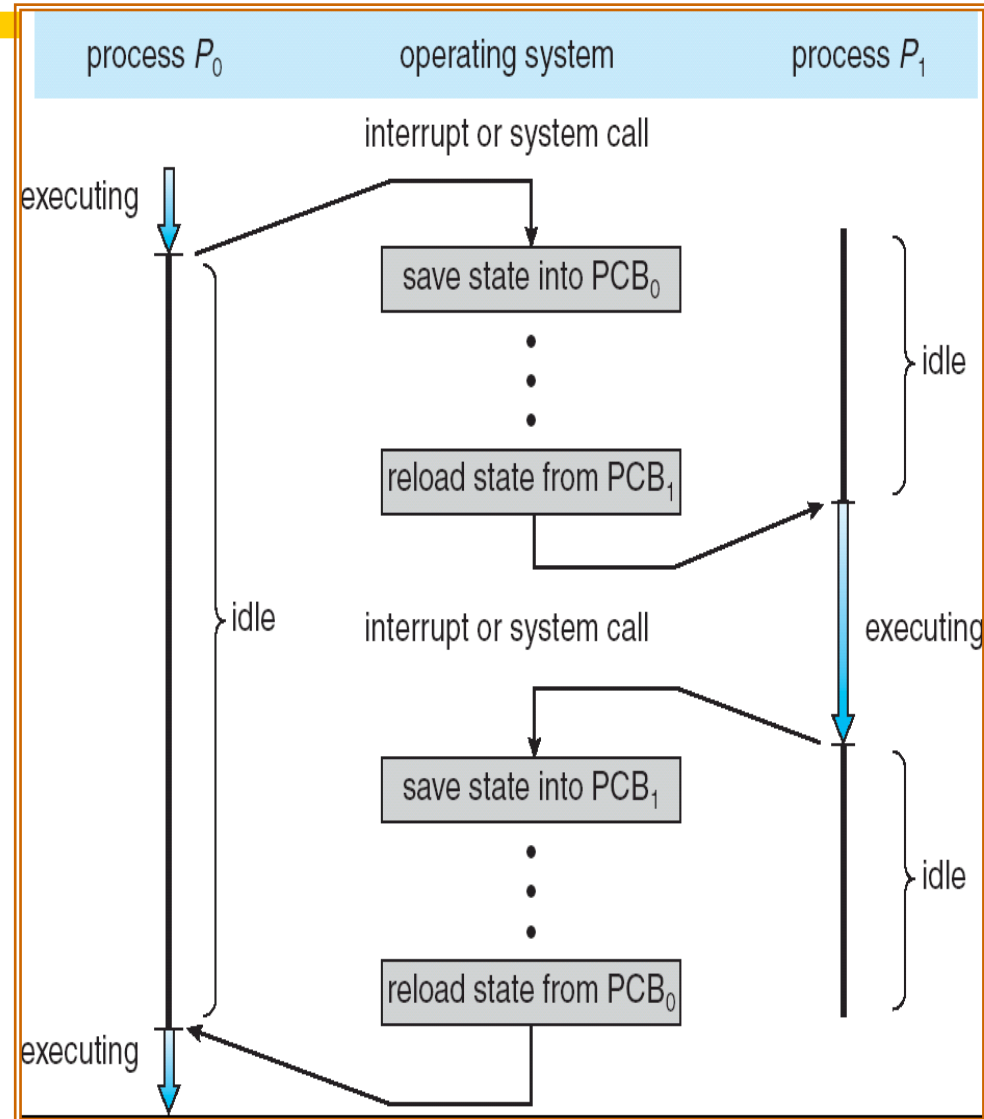 process P₀ operating system process P₁
interrupt or system call
executing
save state into PCB₀
idle
reload state from PCB₁
idle
interrupt or system call
executing
save state into PCB₁
idle
reload state from PCB₀
executing